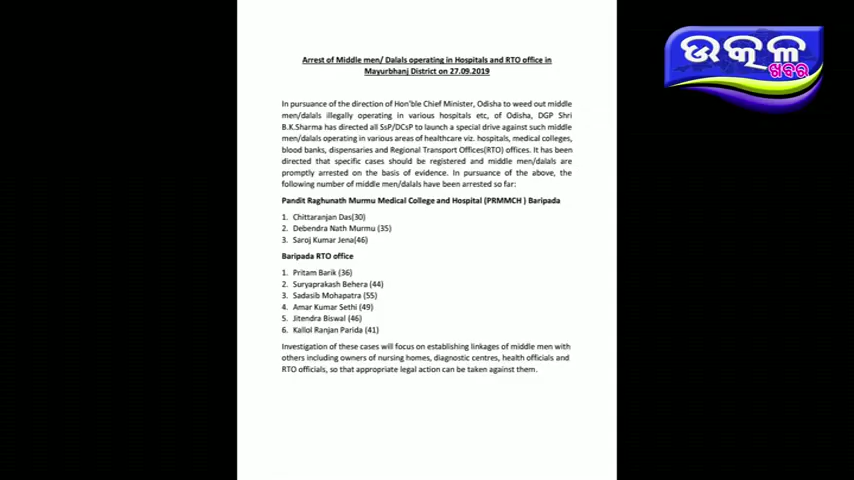 ଉତ୍କଳ
ଖବର
Arrest of Middle men/ Dalals operating in Hospitals and RTO office in
Mayurbhanj District on 27.09.2019
In pursuance of the direction of Hon'ble Chief Minister, Odisha to weed out middle
men/dalals illegally operating in various hospitals etc, of Odisha, DGP Shri
B.K.Sharma has directed all SsP/DCsP to launch a special drive against such middle
men/dalals operating in various areas of healthcare viz. hospitals, medical colleges,
blood banks, dispensaries and Regional Transport Offices(RTO) offices. It has been
directed that specific cases should be registered and middle men/dalals are
promptly arrested on the basis of evidence. In pursuance of the above, the
following number of middle men/dalals have been arrested so far:
Pandit Raghunath Murmu Medical College and Hospital (PRMMCH ) Baripada
1. Chittaranjan Das(30)
2. Debendra Nath Murmu (35)
3. Saroj Kumar Jena(46)
Baripada RTO office
1. Pritam Barik (36)
2. Suryaprakash Behera (44)
3. Sadasib Mohapatra (55)
4. Amar Kumar Sethi (49)
5. Jitendra Biswal (46)
6. Kallol Ranjan Parida (41)
Investigation of these cases will focus on establishing linkages of middle men with
others including owners of nursing homes, diagnostic centres, health officials and
RTO officials, so that appropriate legal action can be taken against them.